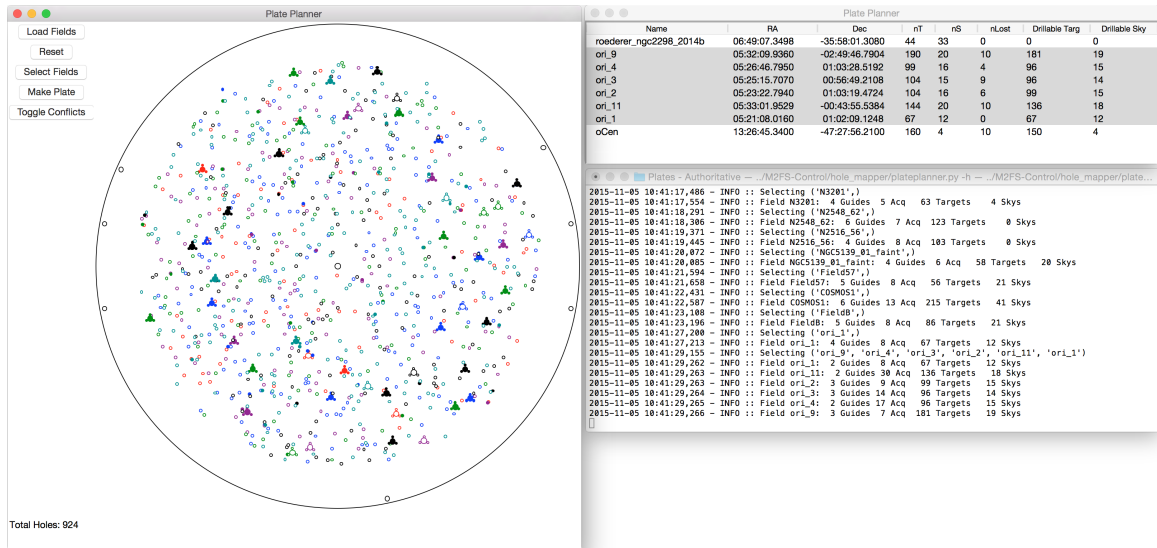 Plate Planner
Load Fields
Reset
Select Fields
Make Plate
Toggle Conflicts
Total Holes: 924
Plate Planner
Name RA Dec nT nS nLost Drillable Targ Drillable Sky
roederer_ngc2298_2014b 06:49:07.3498 -35:58:01.3080 44 33 0 0 0
ori_9 05:32:09.9360 -02:49:46.7904 190 20 10 181 19
ori_4 05:26:46.7950 01:03:28.5192 99 16 4 96 15
ori_3 05:25:15.7070 00:56:49.2108 104 15 9 96 14
ori_2 05:23:22.7940 01:03:19.4724 104 16 6 99 15
ori_11 05:33:01.9529 -00:43:55.5384 144 20 10 136 18
ori_1 05:21:08.0160 01:02:09.1248 67 12 0 67 12
oCen 13:26:45.3400 -47:27:56.2100 160 4 10 150 4
Plates - Authoritative — ../M2FS-Control/hole_mapper/plateplanner.py -h — ../M2FS-Control/hole_mapper/plate...
2015-11-05 10:41:17,486 - INFO :: Selecting ('N3201',)
2015-11-05 10:41:17,554 - INFO :: Field N3201: 4 Guides 5 Acq 63 Targets 4 Skys
2015-11-05 10:41:18,291 - INFO :: Selecting ('N2548_62',)
2015-11-05 10:41:18,306 - INFO :: Field N2548_62: 6 Guides 7 Acq 123 Targets 0 Skys
2015-11-05 10:41:19,371 - INFO :: Selecting ('N2516_56',)
2015-11-05 10:41:19,445 - INFO :: Field N2516_56: 4 Guides 8 Acq 103 Targets 0 Skys
2015-11-05 10:41:20,072 - INFO :: Selecting ('NGC5139_01_faint',)
2015-11-05 10:41:20,085 - INFO :: Field NGC5139_01_faint: 4 Guides 6 Acq 58 Targets 20 Skys
2015-11-05 10:41:21,594 - INFO :: Selecting ('Field57',)
2015-11-05 10:41:21,658 - INFO :: Field Field57: 5 Guides 8 Acq 56 Targets 21 Skys
2015-11-05 10:41:22,431 - INFO :: Selecting ('COSMOS1',)
2015-11-05 10:41:22,587 - INFO :: Field COSMOS1: 6 Guides 13 Acq 215 Targets 41 Skys
2015-11-05 10:41:23,108 - INFO :: Selecting ('FieldB',)
2015-11-05 10:41:23,196 - INFO :: Field FieldB: 5 Guides 8 Acq 86 Targets 21 Skys
2015-11-05 10:41:27,200 - INFO :: Selecting ('ori_1',)
2015-11-05 10:41:27,213 - INFO :: Field ori_1: 4 Guides 8 Acq 67 Targets 12 Skys
2015-11-05 10:41:29,155 - INFO :: Selecting ('ori_9', 'ori_4', 'ori_3', 'ori_2', 'ori_11', 'ori_1')
2015-11-05 10:41:29,262 - INFO :: Field ori_1: 2 Guides 8 Acq 67 Targets 12 Skys
2015-11-05 10:41:29,263 - INFO :: Field ori_11: 2 Guides 30 Acq 136 Targets 18 Skys
2015-11-05 10:41:29,263 - INFO :: Field ori_2: 3 Guides 9 Acq 99 Targets 15 Skys
2015-11-05 10:41:29,264 - INFO :: Field ori_3: 3 Guides 14 Acq 96 Targets 14 Skys
2015-11-05 10:41:29,265 - INFO :: Field ori_4: 2 Guides 17 Acq 96 Targets 15 Skys
2015-11-05 10:41:29,266 - INFO :: Field ori_9: 3 Guides 7 Acq 181 Targets 19 Skys